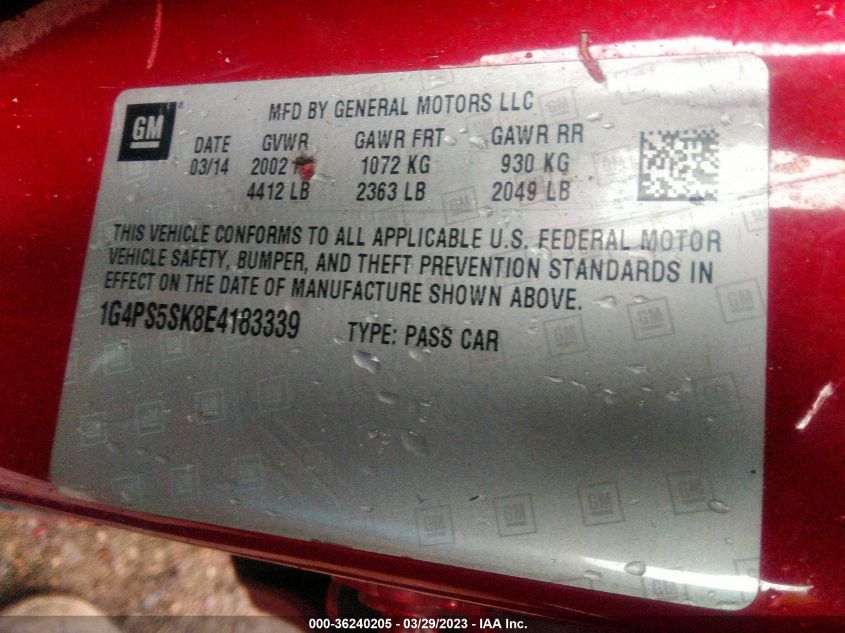 MFD BY GENERAL MOTORS LLC
GM
DATE GVWR GAWR FRT GAWR RR
03/14 2002 1072 KG 930 KG
4412 LB 2363 LB 2049 LB
THIS VEHICLE CONFORMS TO ALL APPLICABLE U.S. FEDERAL MOTOR
VEHICLE SAFETY, BUMPER, AND THEFT PREVENTION STANDARDS IN
EFFECT ON THE DATE OF MANUFACTURE SHOWN ABOVE.
1G4PS5SK8E4183339 TYPE: PASS CAR
000-36240205 - 03/29/2023 - IAA Inc.